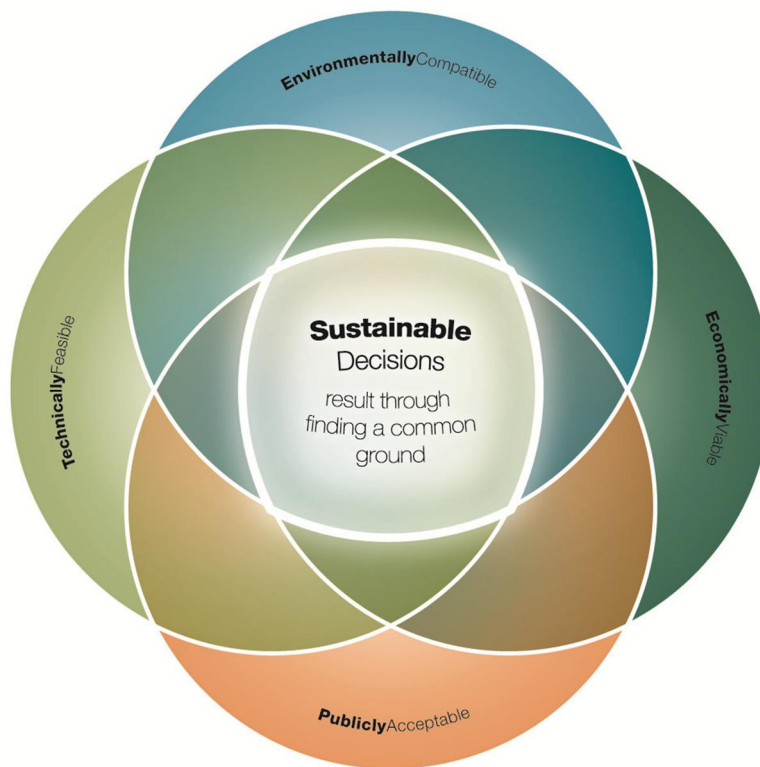 EnvironmentallyCompatible
TechnicallyFeasible
Sustainable
Decisions
result through
finding a common
ground
EconomicallyViable
PubliclyAcceptable